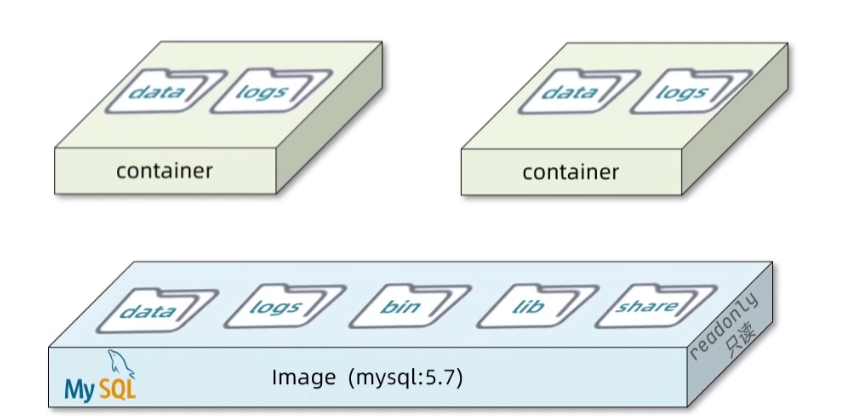 data logs
data logs
container
container
data logs bin lib share
readonly
只读
MySQL
Image (mysql:5.7)